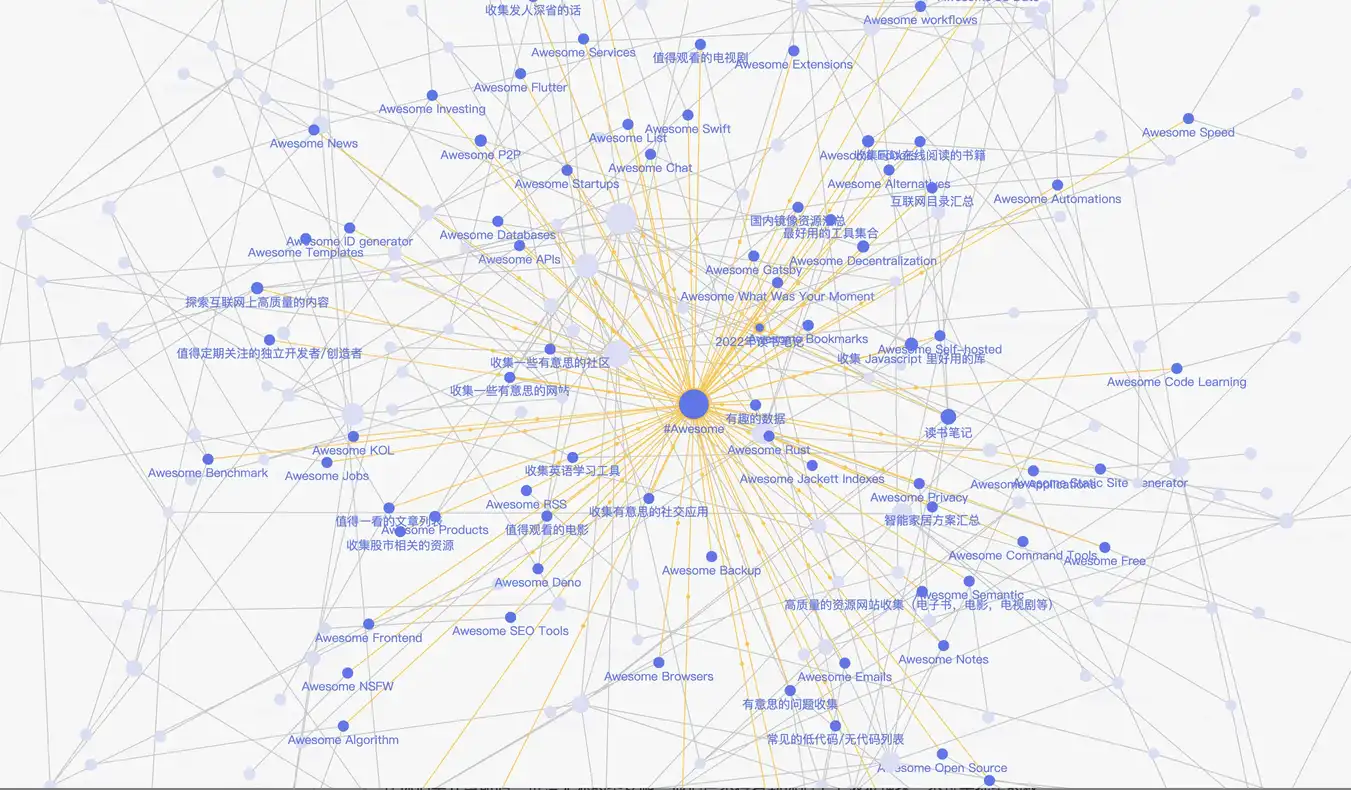 收集发人深省的话
Awesome workflows
Awesome Services
值得观看的电视剧
Awesome Extensions
Awesome Flutter
Awesome Investing
Awesome Swift
Awesome Speed
Awesome List
Awesome News
Awesome P2P
Awesome Chat
收集可以在线阅读的书籍
Awesome Startups
Awesome Alternatives
互联网目录汇总
Awesome Automations
国内镜像资源汇总
Awesome Databases
最好用的工具集合
Awesome ID generator
Awesome Templates
Awesome APIs
Awesome Decentralization
Awesome Gatsby
探索互联网上高质量的内容
Awesome What Was Your Moment
2022年读书笔记
Awesome Bookmarks
值得定期关注的独立开发者/创造者
Awesome Self-hosted
收集 Javascript 里好用的库
收集一些有意思的社区
收集一些有意思的网站
Awesome Code Learning
有趣的数据
#Awesome
读书笔记
Awesome KOL
Awesome Rust
Awesome Benchmark
Awesome Jobs
收集英语学习工具
Awesome Jackett Indexes
Awesome Applications
Awesome Static Site Generator
Awesome RSS
Awesome Privacy
收集有意思的社交应用
值得一看的文章列表
Awesome Products
值得观看的电影
智能家居方案汇总
收集股市相关的资源
Awesome Command Tools
Awesome Free
Awesome Backup
Awesome Deno
Awesome Semantic
高质量的资源网站收集（电子书，电影，电视剧等）
Awesome Frontend
Awesome SEO Tools
Awesome Notes
Awesome Browsers
Awesome Emails
Awesome NSFW
有意思的问题收集
Awesome Algorithm
常见的低代码/无代码列表
Awesome Open Source